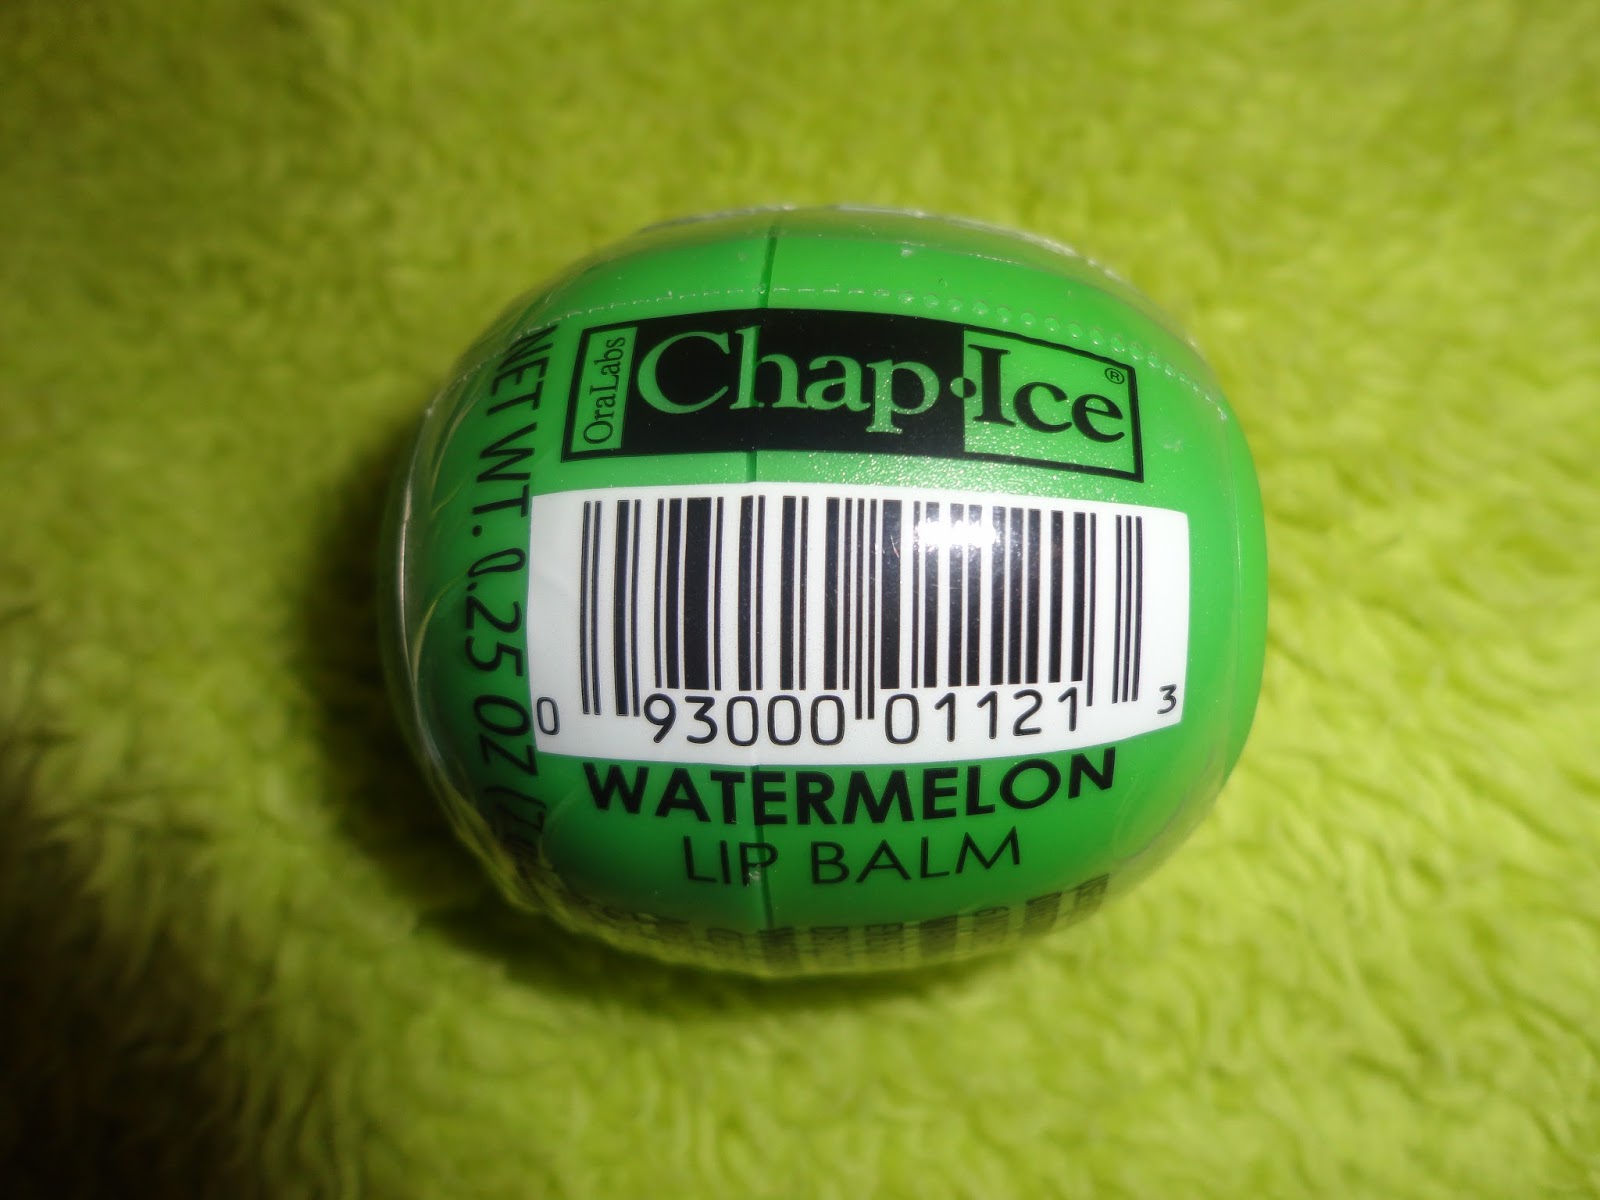 OraLabs Chap•Ice®
0 93000 01121 3
WATERMELON
LIP BALM
NET WT. 0.25 OZ